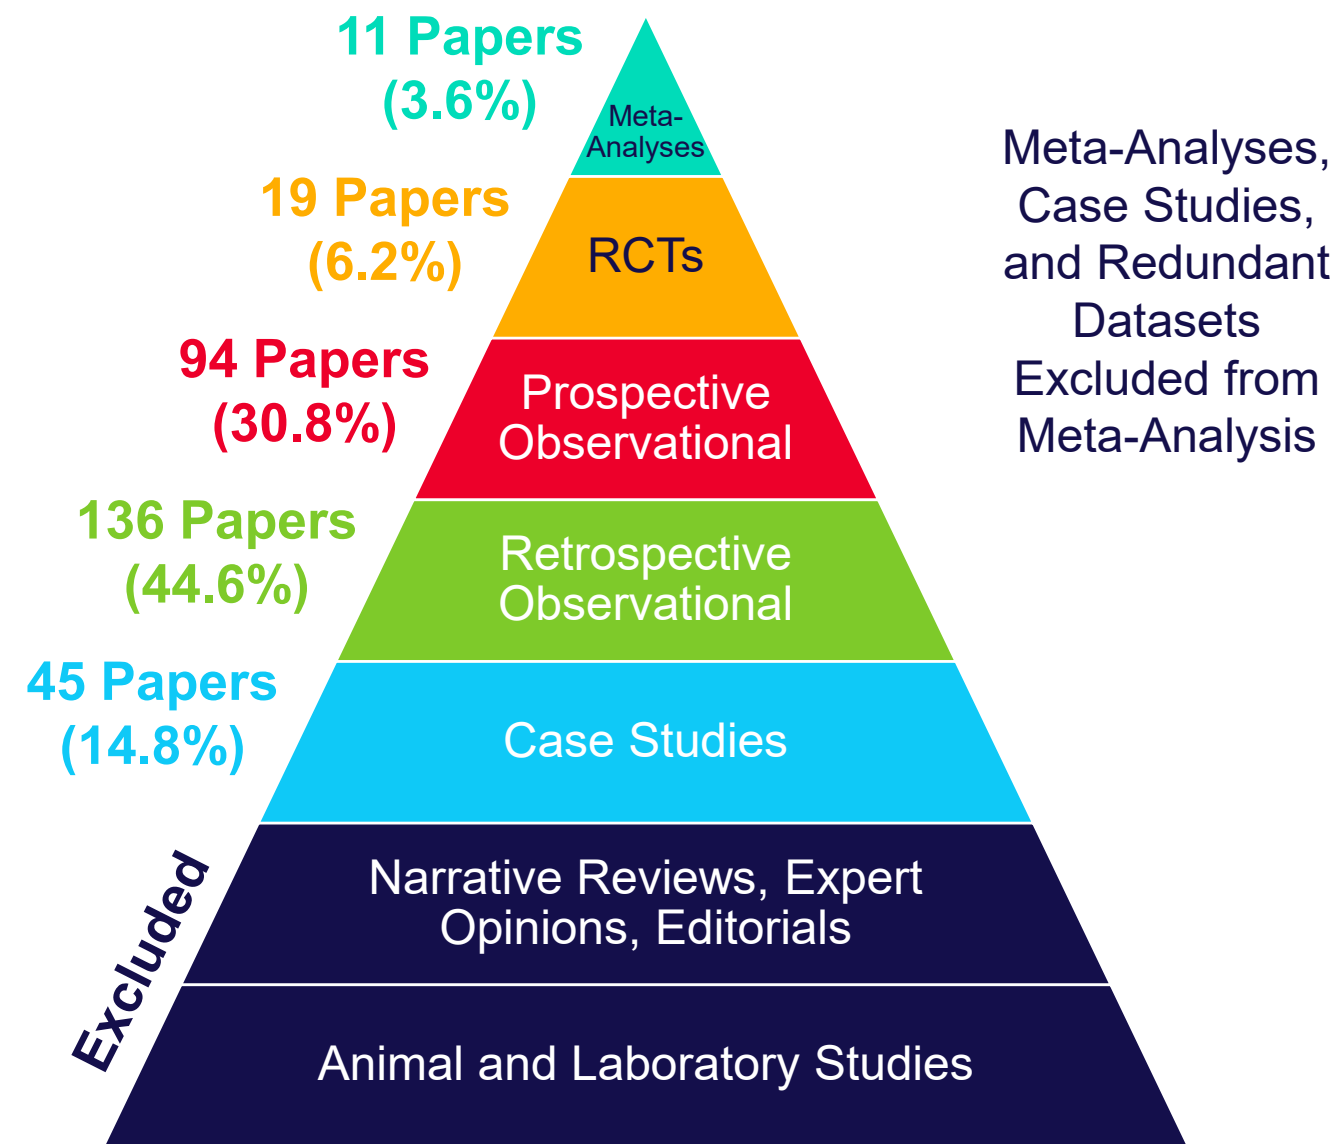 11 Papers
(3.6%)
Meta-
Analyses
19 Papers
(6.2%)
RCTs
94 Papers
(30.8%)
Prospective
Observational
136 Papers
(44.6%)
Retrospective
Observational
45 Papers
(14.8%)
Case Studies
Excluded
Narrative Reviews, Expert
Opinions, Editorials
Animal and Laboratory Studies
Meta-Analyses,
Case Studies,
and Redundant
Datasets
Excluded from
Meta-Analysis